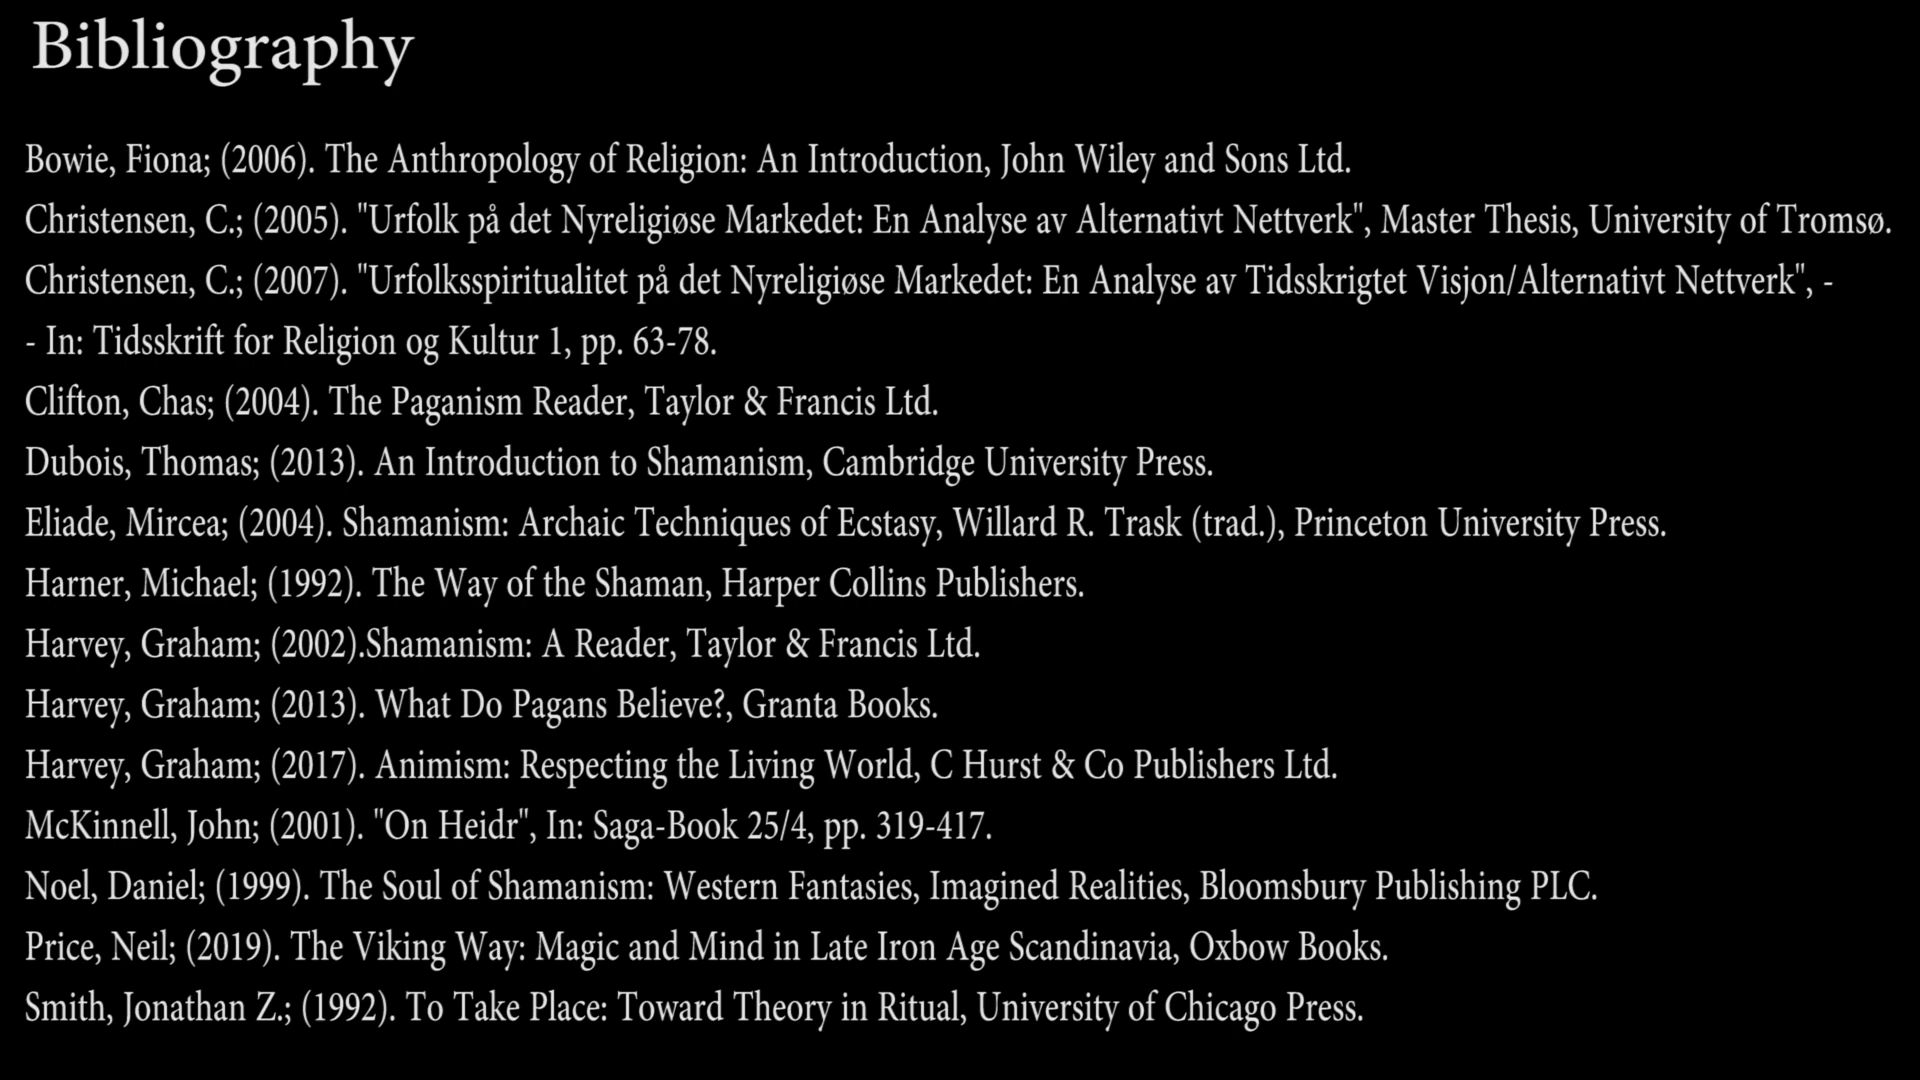 Bibliography
Bowie, Fiona; (2006). The Anthropology of Religion: An Introduction, John Wiley and Sons Ltd.
Christensen, C.; (2005). "Urfolk på det Nyreligiøse Markedet: En Analyse av Alternativt Nettverk", Master Thesis, University of Tromsø.
Christensen, C.; (2007). "Urfolksspiritualitet på det Nyreligiøse Markedet: En Analyse av Tidsskrigtet Visjon/Alternativt Nettverk", -
- In: Tidsskrift for Religion og Kultur 1, pp. 63-78.
Clifton, Chas; (2004). The Paganism Reader, Taylor & Francis Ltd.
Dubois, Thomas; (2013). An Introduction to Shamanism, Cambridge University Press.
Eliade, Mircea; (2004). Shamanism: Archaic Techniques of Ecstasy, Willard R. Trask (trad.), Princeton University Press.
Harner, Michael; (1992). The Way of the Shaman, Harper Collins Publishers.
Harvey, Graham; (2002).Shamanism: A Reader, Taylor & Francis Ltd.
Harvey, Graham; (2013). What Do Pagans Believe?, Granta Books.
Harvey, Graham; (2017). Animism: Respecting the Living World, C Hurst & Co Publishers Ltd.
McKinnell, John; (2001). "On Heidr", In: Saga-Book 25/4, pp. 319-417.
Noel, Daniel; (1999). The Soul of Shamanism: Western Fantasies, Imagined Realities, Bloomsbury Publishing PLC.
Price, Neil; (2019). The Viking Way: Magic and Mind in Late Iron Age Scandinavia, Oxbow Books.
Smith, Jonathan Z.; (1992). To Take Place: Toward Theory in Ritual, University of Chicago Press.